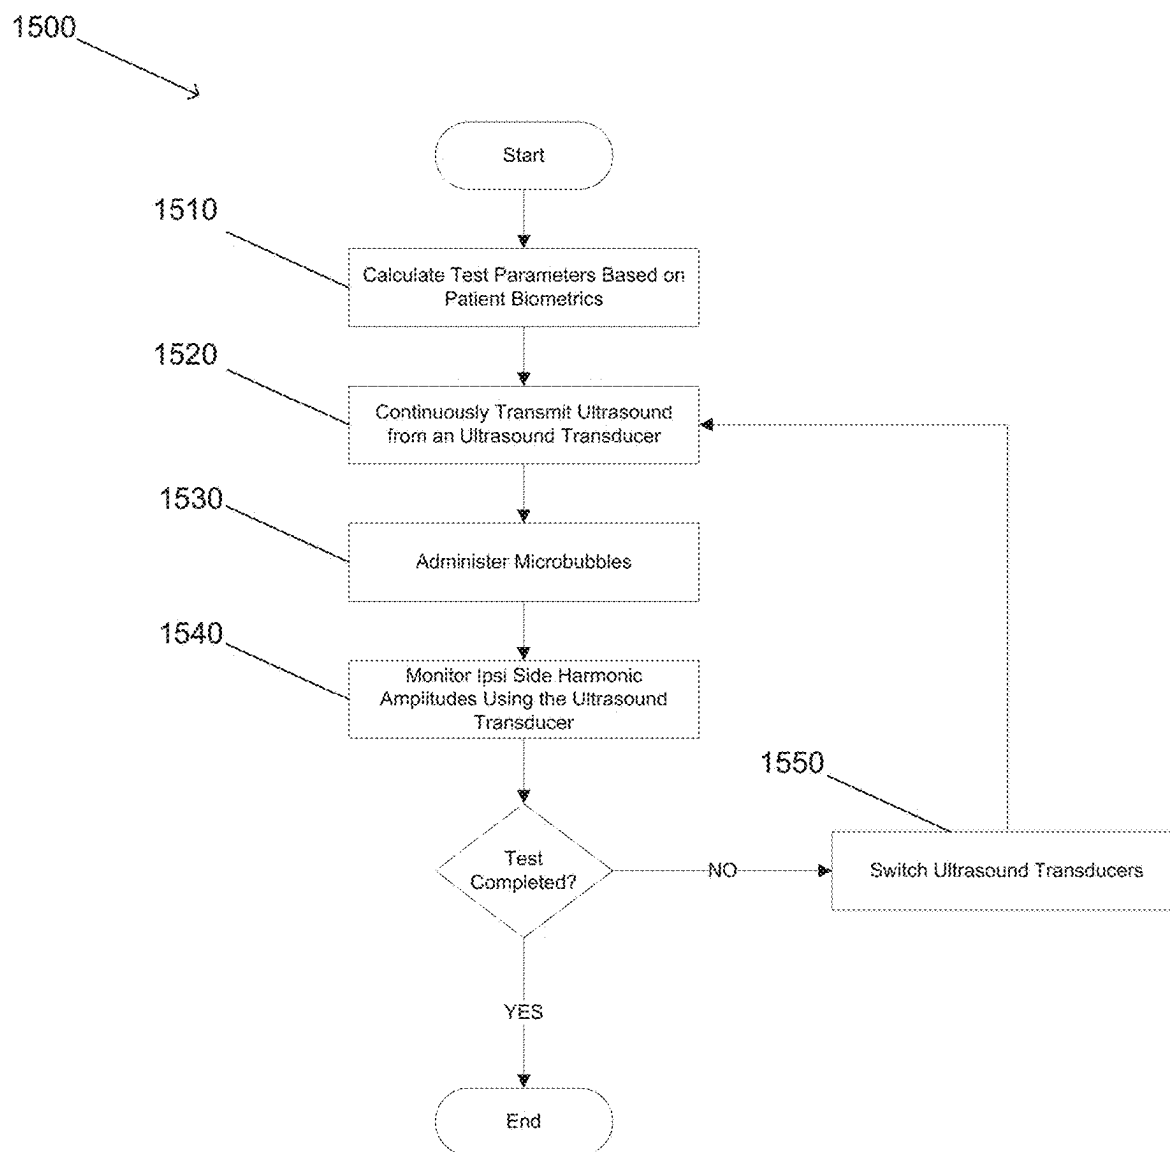 1500
Start
1510
Calculate Test Parameters Based on
Patient Biometrics
1520
Continuously Transmit Ultrasound
from an Ultrasound Transducer
1530
Administer Microbubbles
1540
Monitor Ipsi Side Harmonic
Amplitudes Using the Ultrasound
Transducer
1550
Test
Completed?
NO
Switch Ultrasound Transducers
YES
End